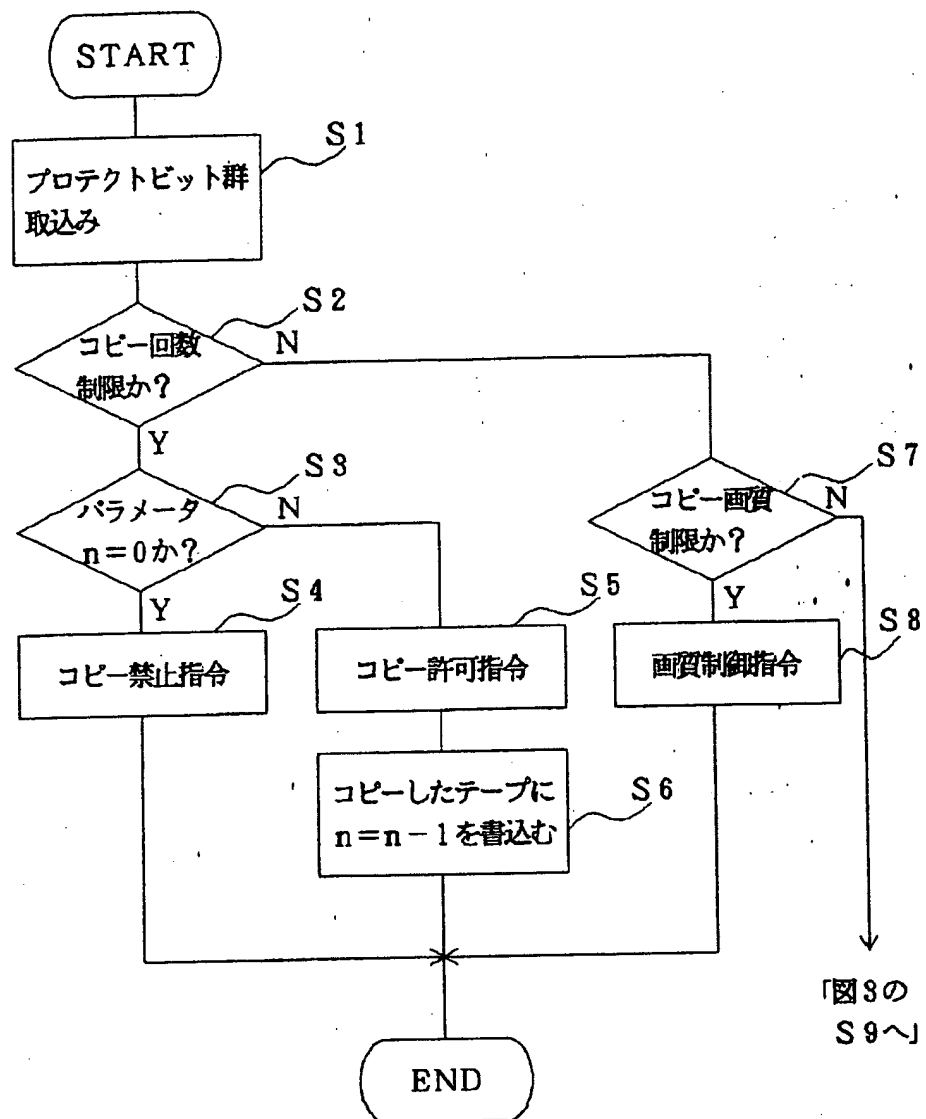 START
S1
プロテクトビット群
取込み
S2
コピー回数
制限か?
N
Y
S3
パラメータ
n=0か?
N
Y
S7
コピー画質
制限か?
N
Y
S4
コピー禁止指令
S5
コピー許可指令
S8
画質制御指令
S6
コピーしたテープに
n=n-1を書込む
「図3の
S9へ」
END